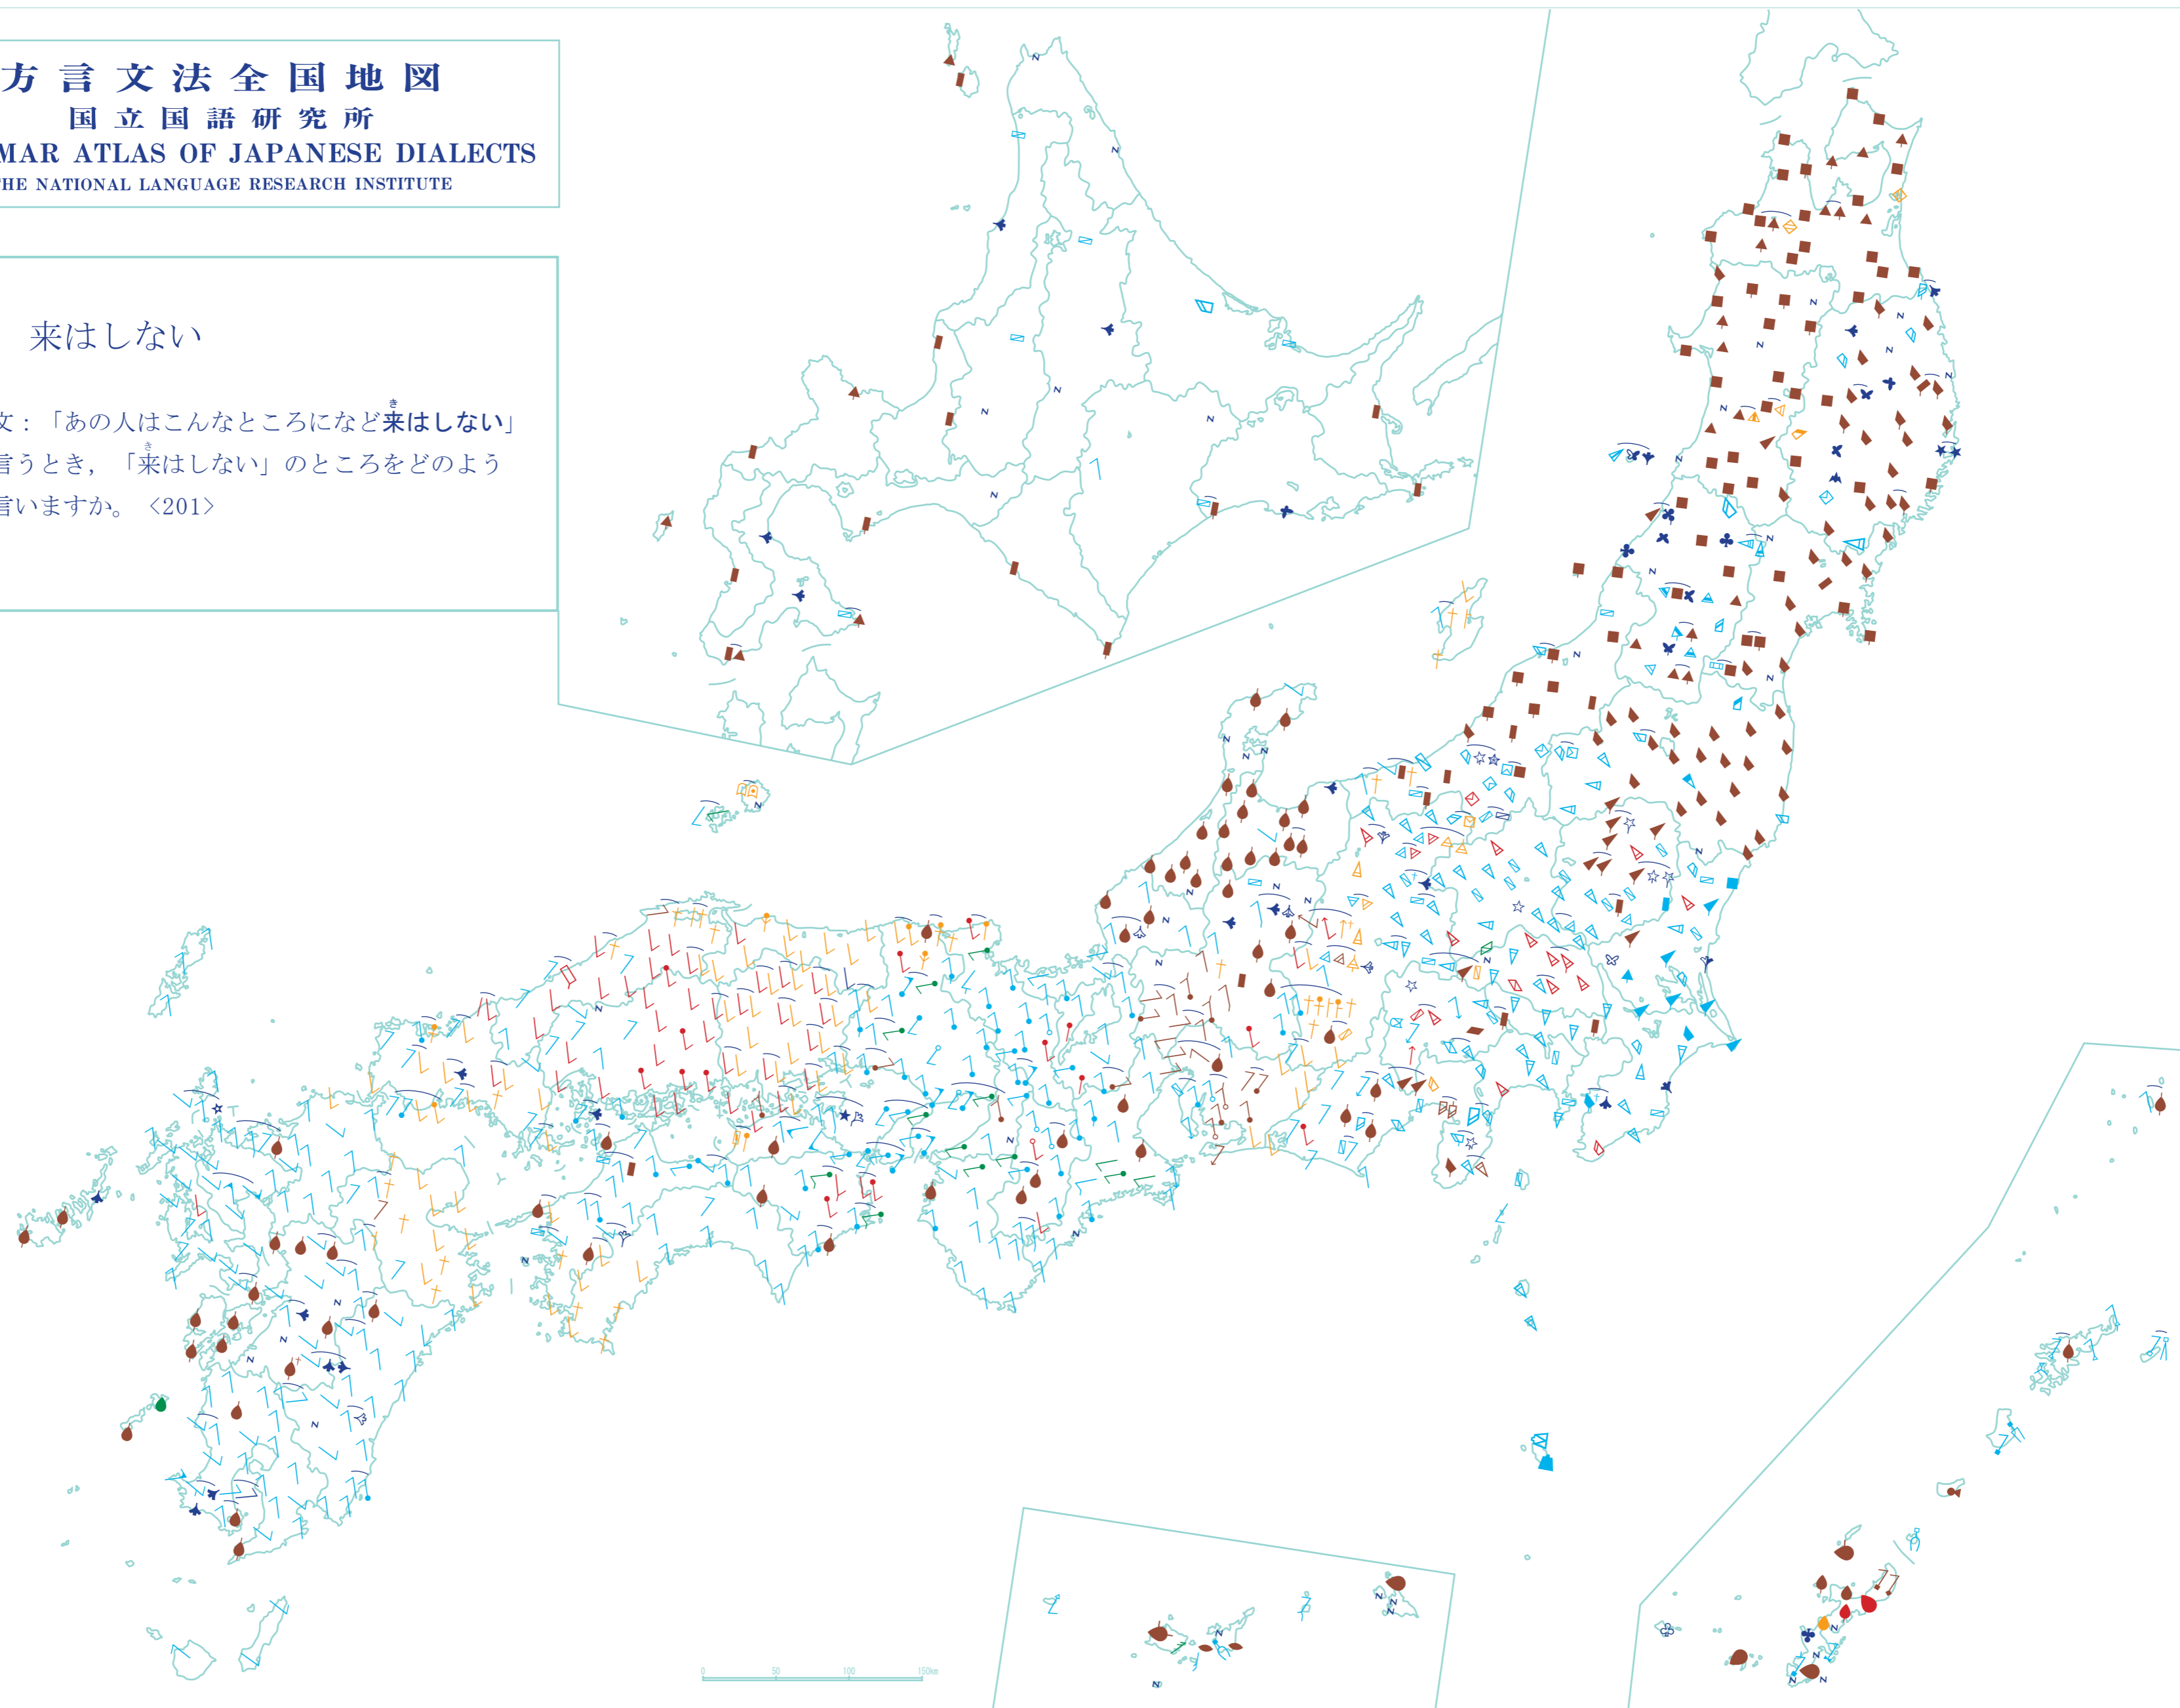 方言文法全国地図
国立国語研究所
MAR ATLAS OF JAPANESE DIALECTS
HE NATIONAL LANGUAGE RESEARCH INSTITUTE
来はしない
文：「あの人はこんなところになど来はしない」
き
言うとき，「来はしない」のところをどのよう
き
言いますか。〈201〉
0 50 100 150km